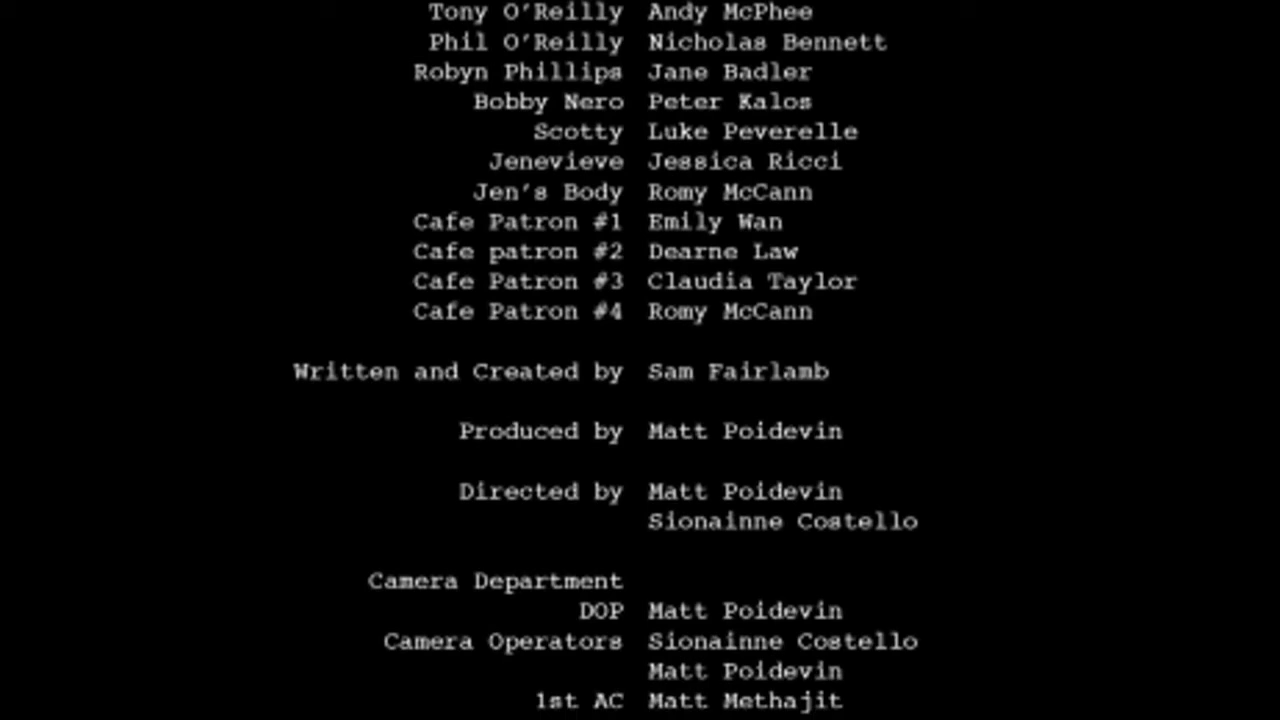 Tony O'Reilly Andy McPhee
Phil O'Reilly Nicholas Bennett
Robyn Phillips Jane Badler
Bobby Nero Peter Kalos
Scotty Luke Peverelle
Jenevieve Jessica Ricci
Jen's Body Romy McCann
Cafe Patron #1 Emily Wan
Cafe patron #2 Dearne Law
Cafe Patron #3 Claudia Taylor
Cafe Patron #4 Romy McCann
Written and Created by Sam Fairlamb
Produced by Matt Poidevin
Directed by Matt Poidevin
Sionainne Costello
Camera Department
DOP Matt Poidevin
Camera Operators Sionainne Costello
Matt Poidevin
1st AC Matt Methajit